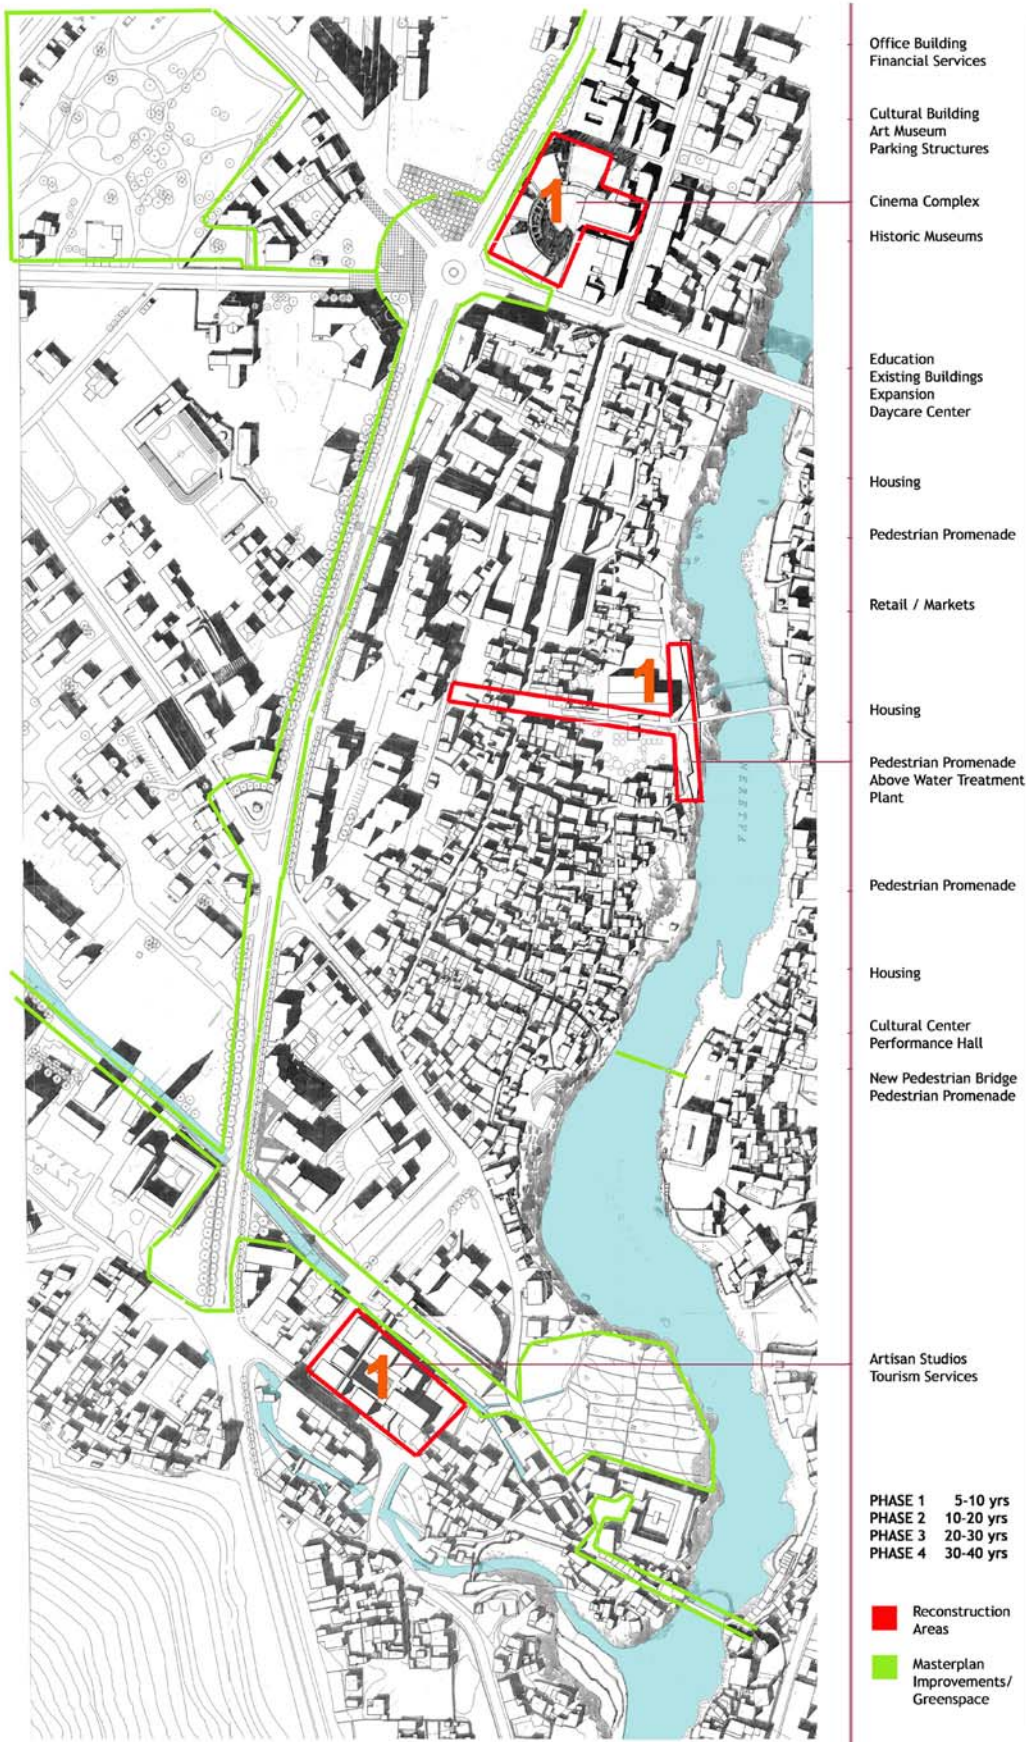 Office Building
Financial Services
Cultural Building
Art Museum
Parking Structures
1
Cinema Complex
Historic Museums
Education
Existing Buildings
Expansion
Daycare Center
Housing
Pedestrian Promenade
Retail / Markets
1
Housing
Pedestrian Promenade
Above Water Treatment
Plant
NERETPA
Pedestrian Promenade
Housing
Cultural Center
Performance Hall
New Pedestrian Bridge
Pedestrian Promenade
1
Artisan Studios
Tourism Services
PHASE 1 5-10 yrs
PHASE 2 10-20 yrs
PHASE 3 20-30 yrs
PHASE 4 30-40 yrs
Reconstruction
Areas
Masterplan
Improvements/
Greenspace